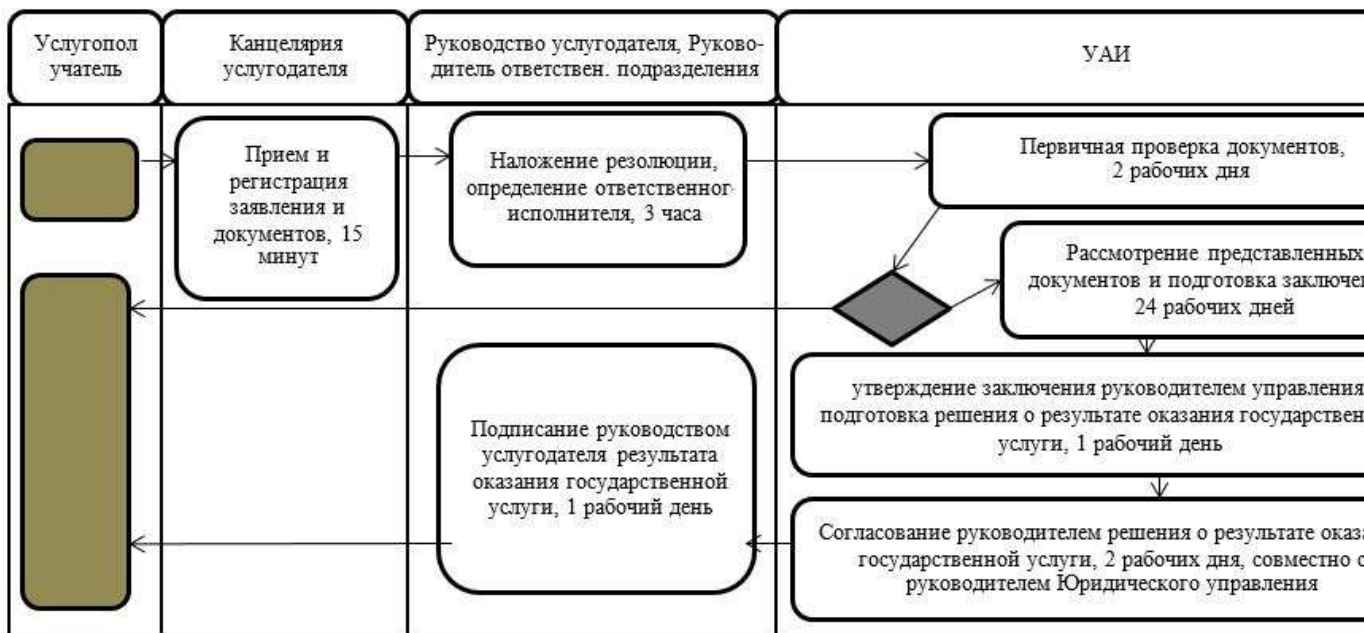 Услугопол
учатель
Канцелярия
услугодателя
Руководство услугодателя, Руково-
дитель ответствен. подразделения
УАИ
Прием и
регистрация
заявления и
документов, 15
минут
Наложение резолюции,
определение ответственног
исполнителя, 3 часа
Первичная проверка документов,
2 рабочих дня
Рассмотрение представленных
документов и подготовка заключе
24 рабочих дней
утверждение заключения руководителем управления
подготовка решения о результате оказания государствен
услуги, 1 рабочий день
Подписание руководством
услугодателя результата
оказания государственной
услуги, 1 рабочий день
Согласование руководителем решения о результате оказ
государственной услуги, 2 рабочих дня, совместно с
руководителем Юридического управления